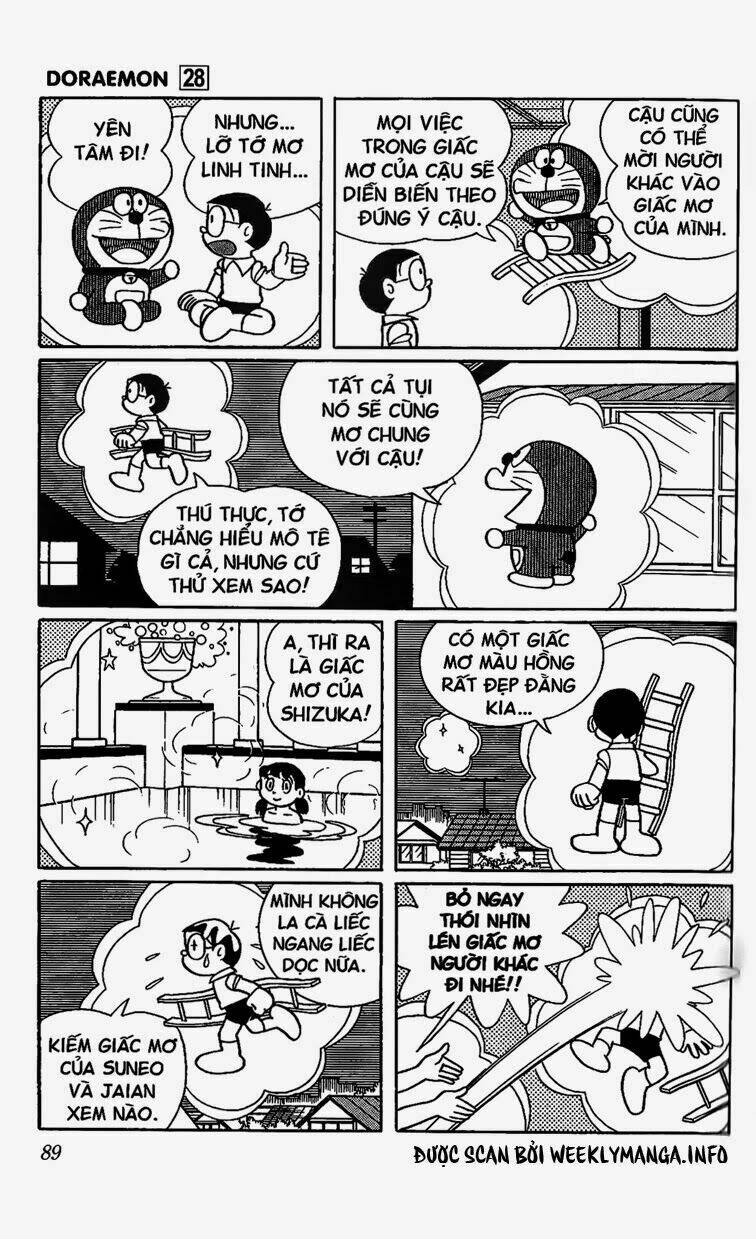 DORAEMON 28
YÊN
TÂM ĐI!
NHƯNG...
LỠ TỚ MƠ
LINH TINH...
MỌI VIỆC
TRONG GIẤC
MƠ CỦA CẬU SẼ
DIỄN BIẾN THEO
ĐÚNG Ý CẬU.
CẬU CŨNG
CÓ THỂ
MỜI NGƯỜI
KHÁC VÀO
GIẤC MƠ
CỦA MÌNH.
TẤT CẢ TỤI
NÓ SẼ CÙNG
MƠ CHUNG
VỚI CẬU!
THÚ THỰC, TỚ
CHẲNG HIỂU MÔ TÊ
GÌ CẢ, NHƯNG CỨ
THỬ XEM SAO!
A, THÌ RA
LÀ GIẤC
MƠ CỦA
SHIZUKA!
CÓ MỘT GIẤC
MƠ MÀU HỒNG
RẤT ĐẸP ĐẰNG
KIA...
MÌNH KHÔNG
LA CÀ LIẾC
NGANG LIẾC
DỌC NỮA.
KIẾM GIẤC MƠ
CỦA SUNEO
VÀ JAIAN
XEM NÀO.
BỎ NGAY
THÓI NHÌN
LÉN GIẤC MƠ
NGƯỜI KHÁC
ĐI NHÉ!!
89
ĐƯỢC SCAN BỞI WEEKLYMANGA.INFO